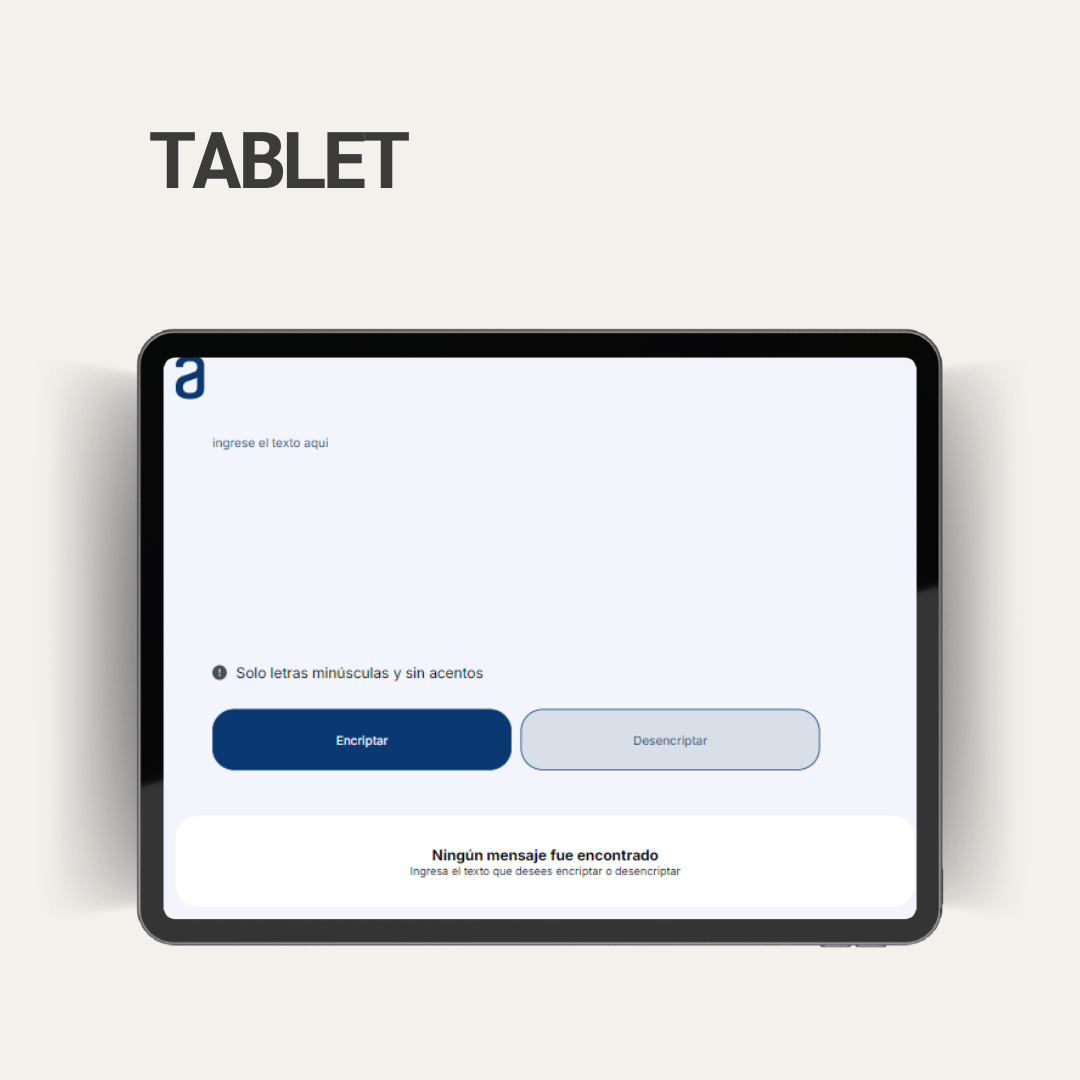 TABLET
a
ingrese el texto aqui
Solo letras minúsculas y sin acentos
Encriptar
Desencriptar
Ningún mensaje fue encontrado
Ingresa el texto que desees encriptar o desencriptar